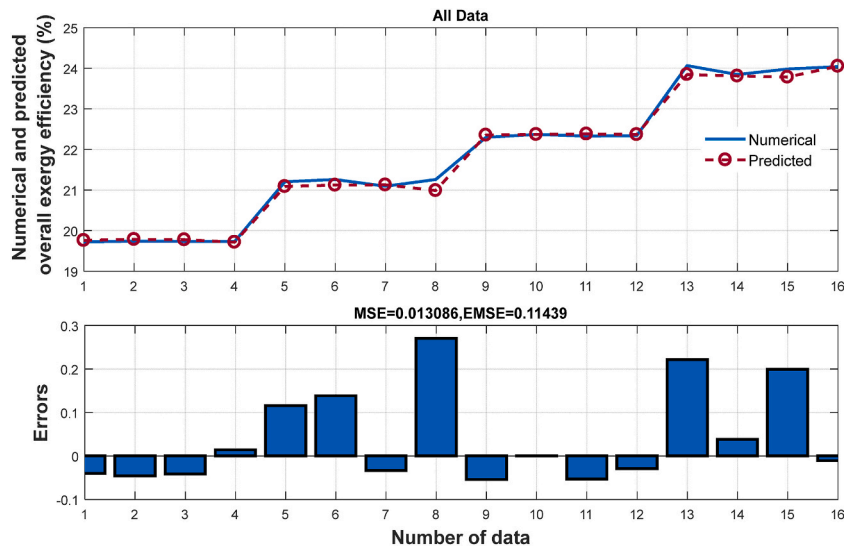 All Data
Numerical and predicted
overall exergy efficiency (%)
25
24
23
22
21
20
19
Numerical
Predicted
1 2 3 4 5 6 7 8 9 10 11 12 13 14 15 16
MSE=0.013086,EMSE=0.11439
Errors
0.3
0.2
0.1
0
-0.1
1 2 3 4 5 6 7 8 9 10 11 12 13 14 15 16
Number of data